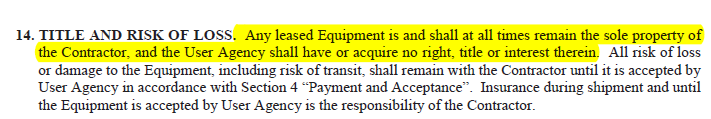 14. TITLE AND RISK OF LOSS. Any leased Equipment is and shall at all times remain the sole property of
the Contractor, and the User Agency shall have or acquire no right, title or interest therein. All risk of loss
or damage to the Equipment, including risk of transit, shall remain with the Contractor until it is accepted by
User Agency in accordance with Section 4 “Payment and Acceptance”. Insurance during shipment and until
the Equipment is accepted by User Agency is the responsibility of the Contractor.